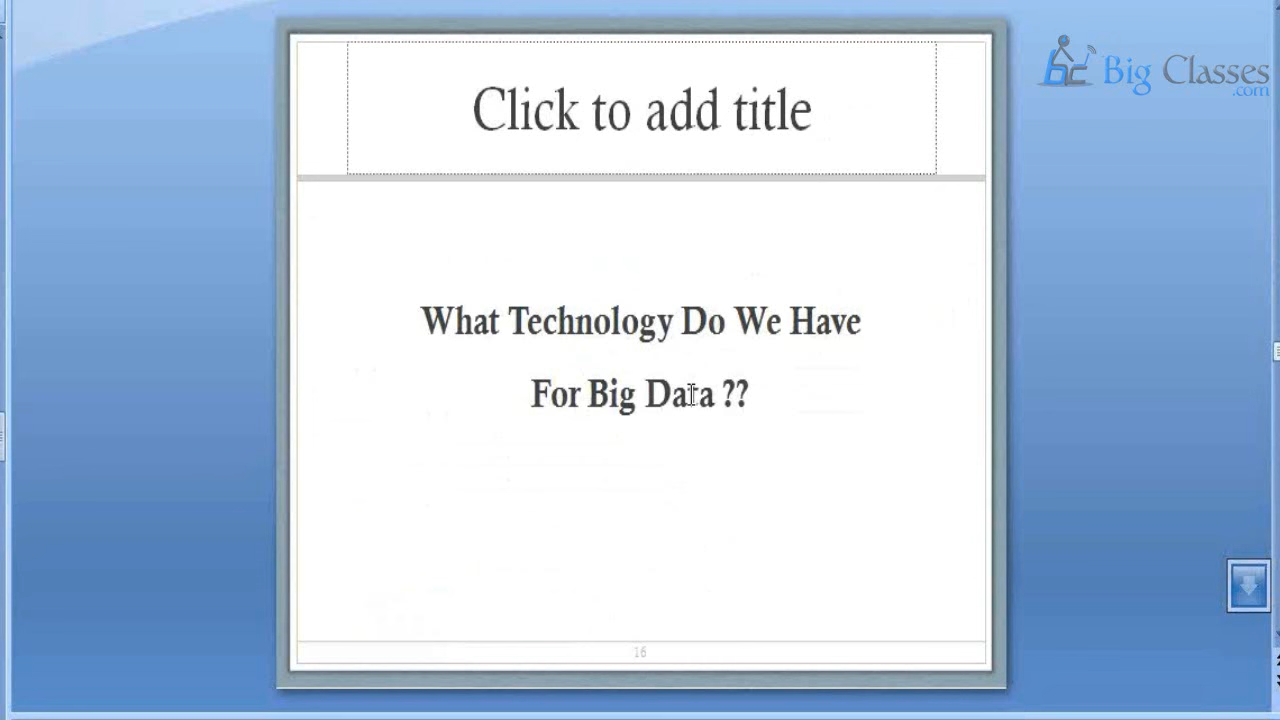 Big Classes
.com
Click to add title
What Technology Do We Have
For Big Data ??
16